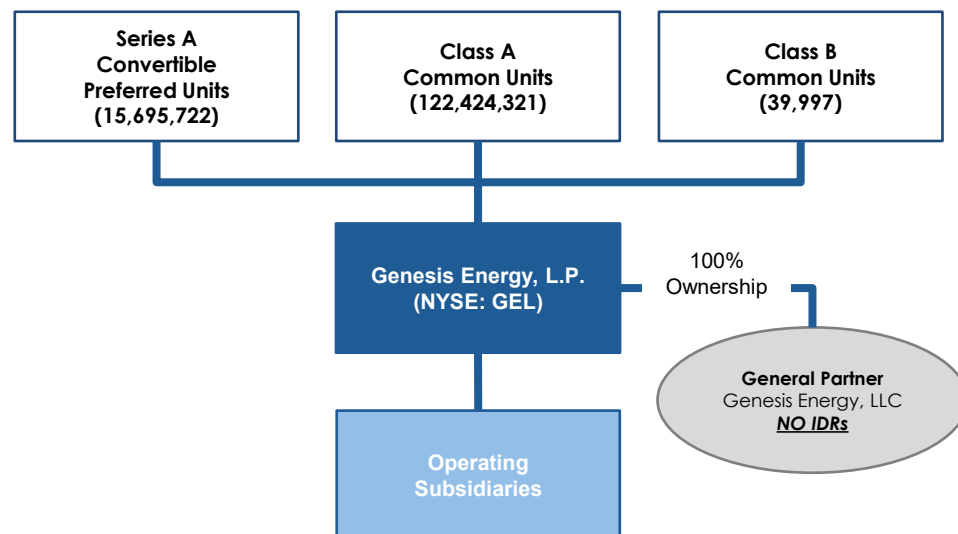 Series A
Convertible
Preferred Units
(15,695,722)
Class A
Common Units
(122,424,321)
Class B
Common Units
(39,997)
Genesis Energy, L.P.
(NYSE: GEL)
100%
Ownership
General Partner
Genesis Energy, LLC
NO IDRs
Operating
Subsidiaries